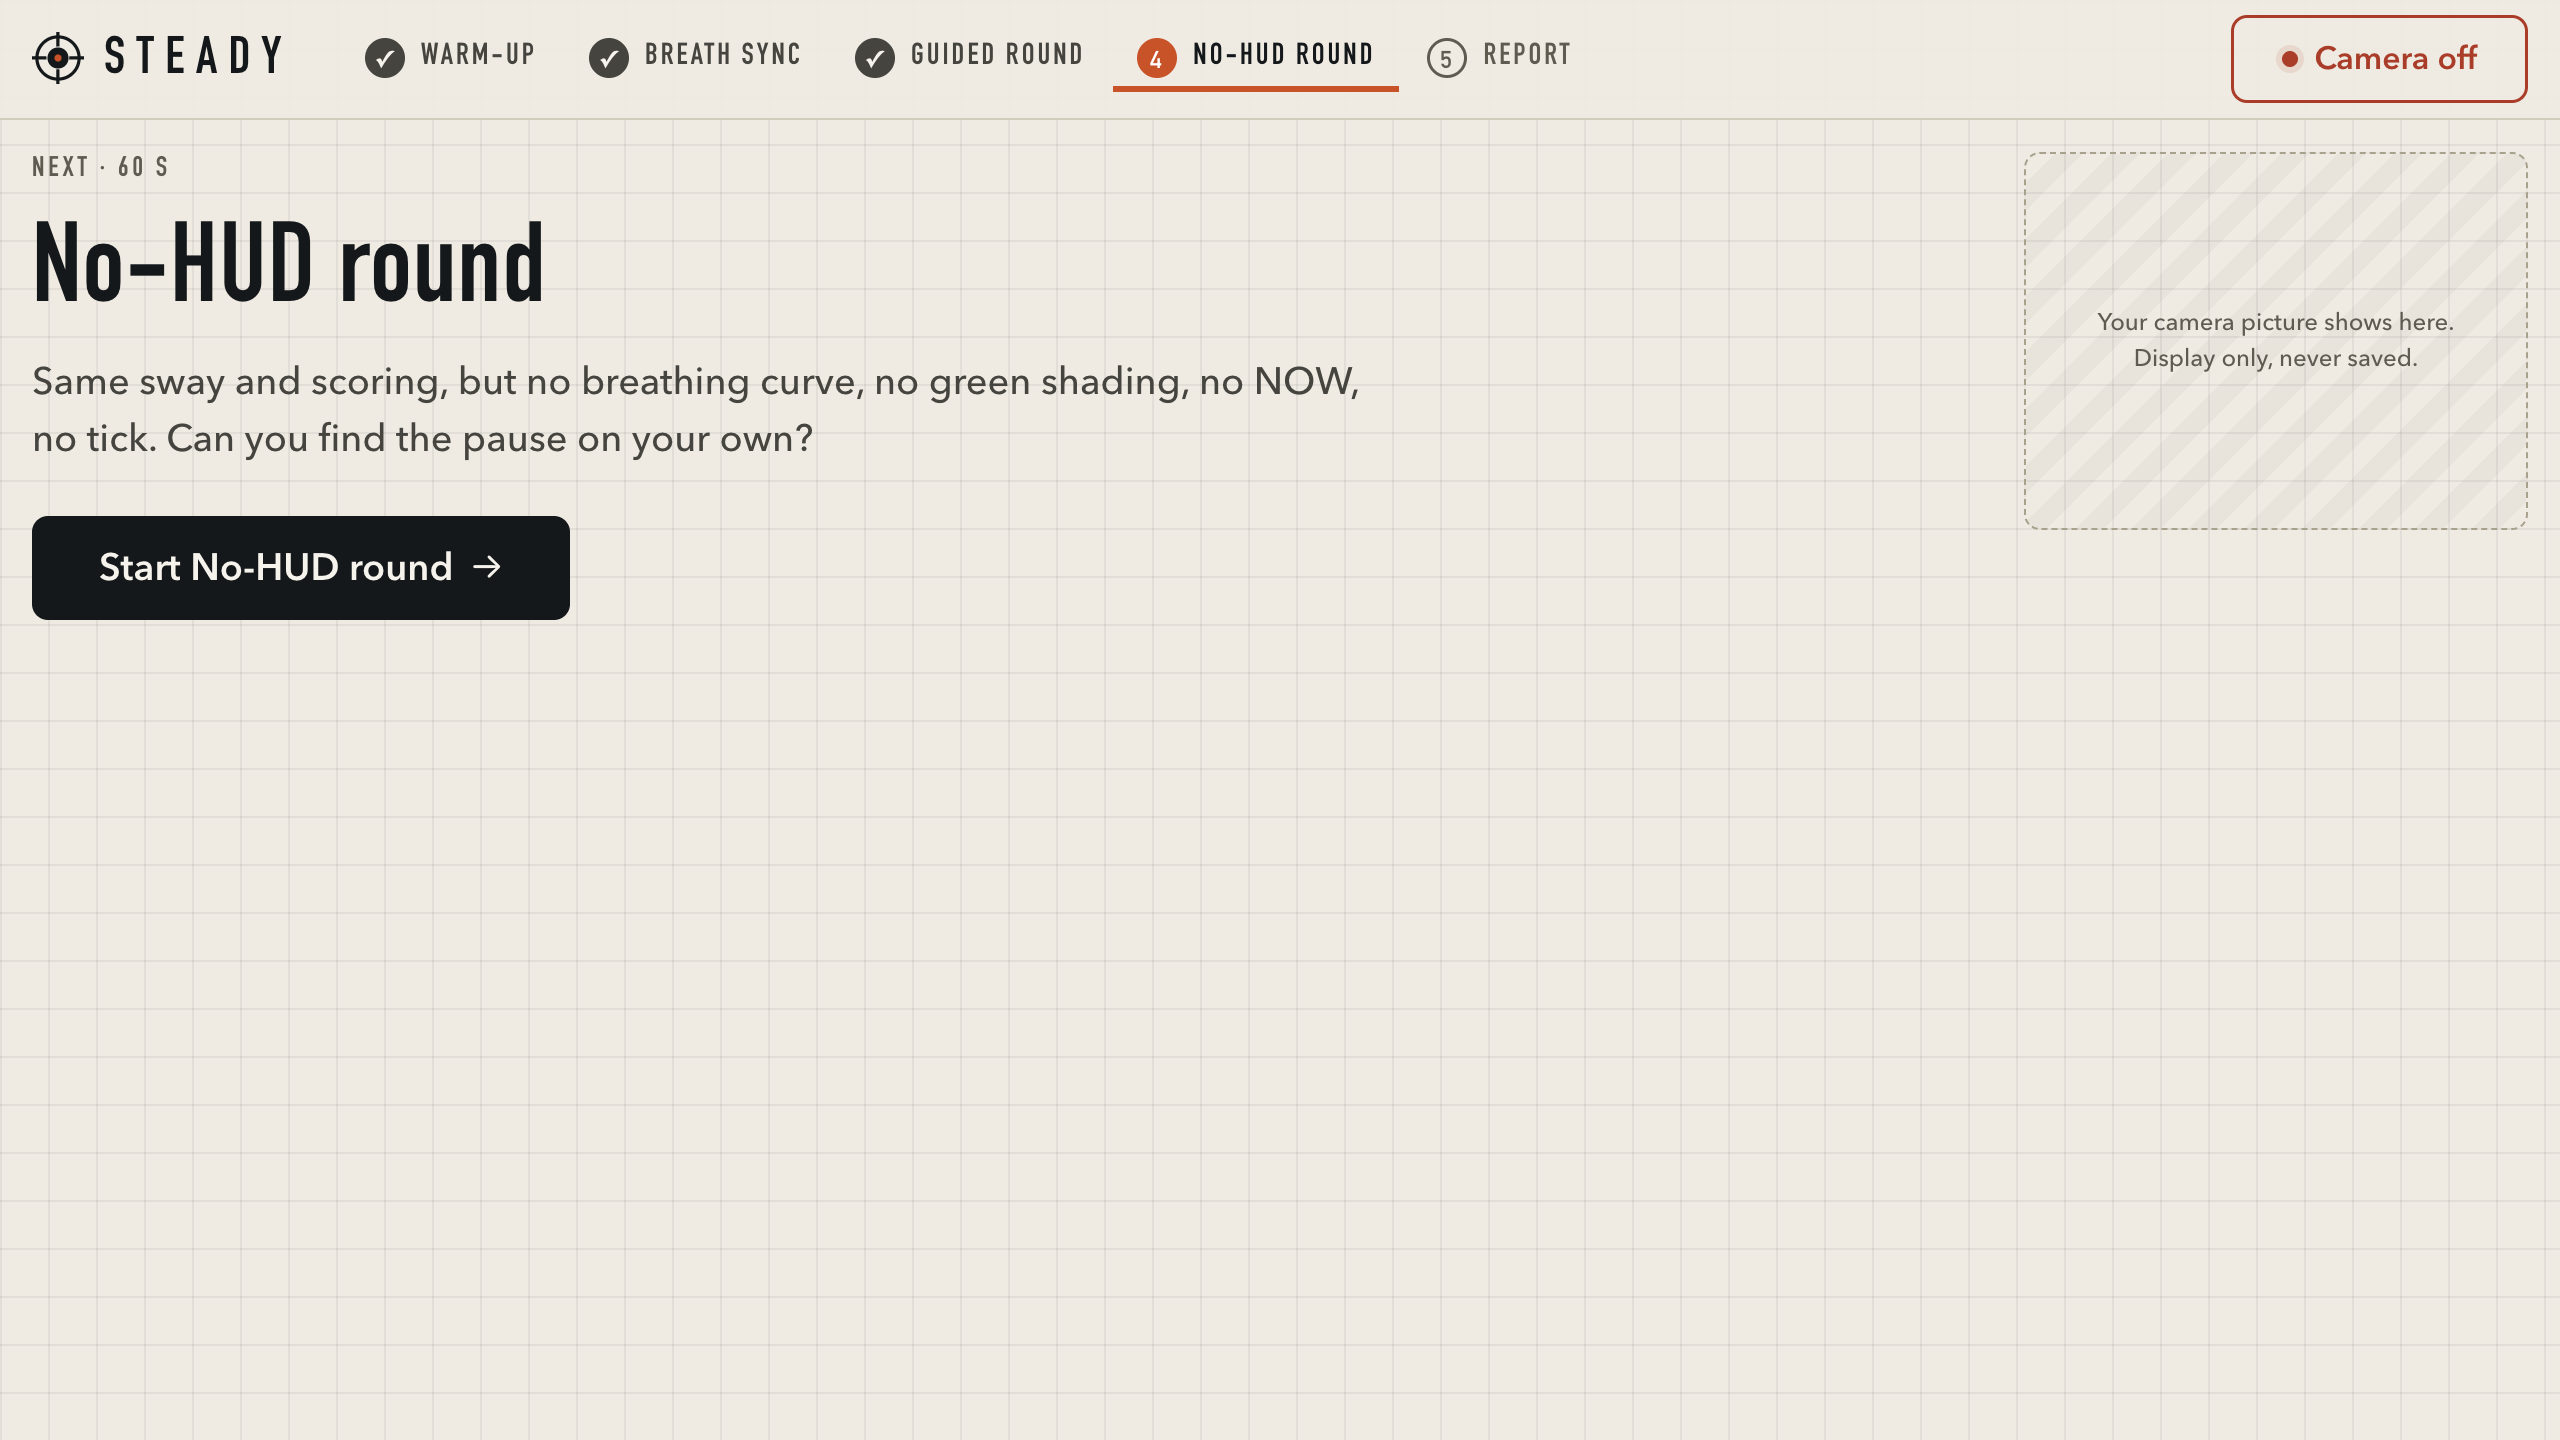 STEADY
✓ WARM-UP
✓ BREATH SYNC
✓ GUIDED ROUND
4 NO-HUD ROUND
5 REPORT
Camera off
NEXT · 60 S
No-HUD round
Same sway and scoring, but no breathing curve, no green shading, no NOW,
no tick. Can you find the pause on your own?
Start No-HUD round →
Your camera picture shows here.
Display only, never saved.